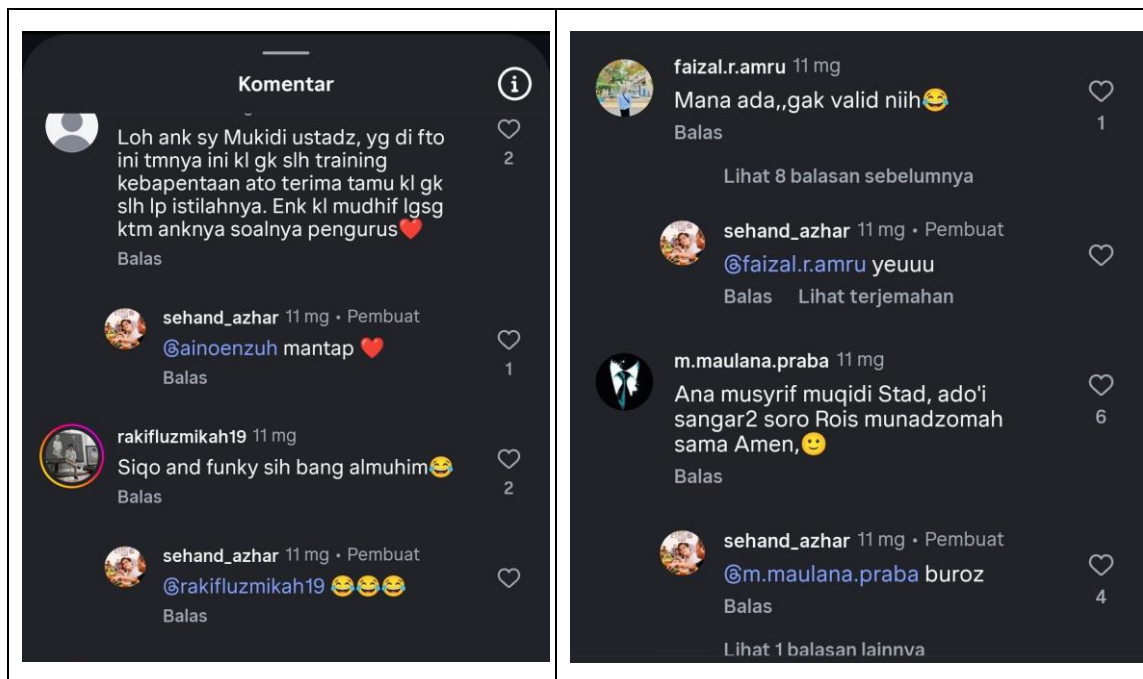 Komentar
Loh ank sy Mukidi ustadz, yg di fto
ini tmnya ini kl gk slh training
kebapentaan ato terima tamu kl gk
slh lp istilahnya. Enk kl mudhif lgsg
ktm anknya soalnya pengurus❤️
2
Balas
sehand_azhar 11 mg • Pembuat
@ainoenzuh mantap ❤️
1
Balas
rakifluzmikah19 11 mg
Siqo and funky sih bang almuhim😂
2
Balas
sehand_azhar 11 mg • Pembuat
@rakifluzmikah19 😂😂😂
Balas
faizal.r.amru 11 mg
Mana ada,,gak valid niih😂
1
Balas
Lihat 8 balasan sebelumnya
sehand_azhar 11 mg • Pembuat
@faizal.r.amru yeuuu
Balas Lihat terjemahan
m.maulana.praba 11 mg
Ana musyrif muqidi Stad, ado'i
sangar2 soro Rois munadzomah
sama Amen,🙂
6
Balas
sehand_azhar 11 mg • Pembuat
@m.maulana.praba buroz
4
Balas
Lihat 1 balasan lainnya